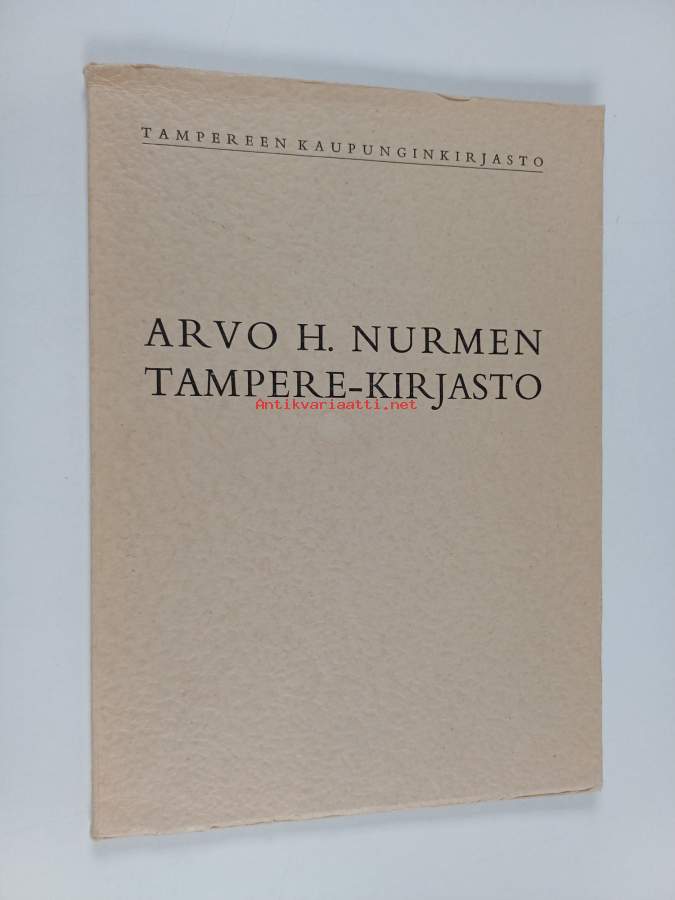 TAMPEREEN KAUPUNGINKIRJASTO
ARVO H. NURMEN
TAMPERE-KIRJASTO
Antikvariaatti.net